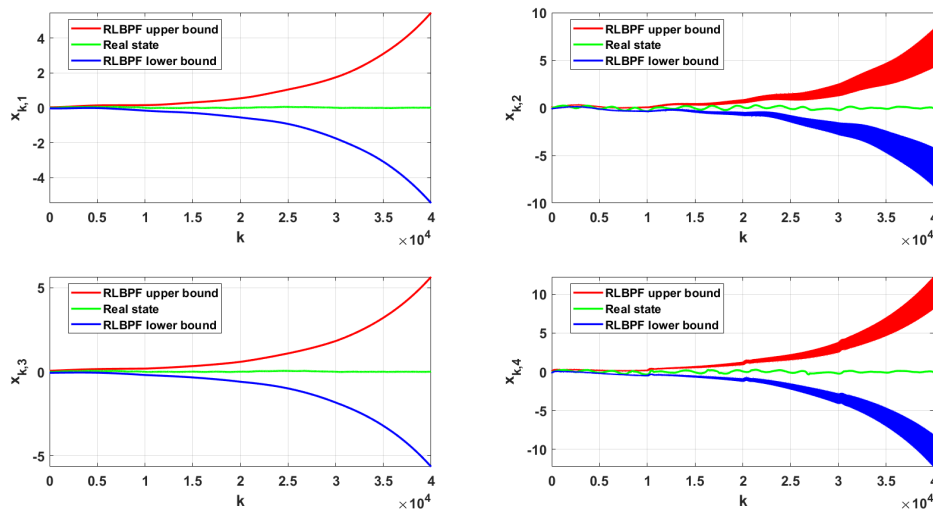 RLBPF upper bound
Real state
RLBPF lower bound
x_{k,1}
4
2
0
-2
-4
0 0.5 1 1.5 2 2.5 3 3.5 4
k
×10^4
RLBPF upper bound
Real state
RLBPF lower bound
x_{k,2}
10
5
0
-5
-10
0 0.5 1 1.5 2 2.5 3 3.5 4
k
×10^4
RLBPF upper bound
Real state
RLBPF lower bound
x_{k,3}
5
0
-5
0 0.5 1 1.5 2 2.5 3 3.5 4
k
×10^4
RLBPF upper bound
Real state
RLBPF lower bound
x_{k,4}
10
5
0
-5
-10
0 0.5 1 1.5 2 2.5 3 3.5 4
k
×10^4